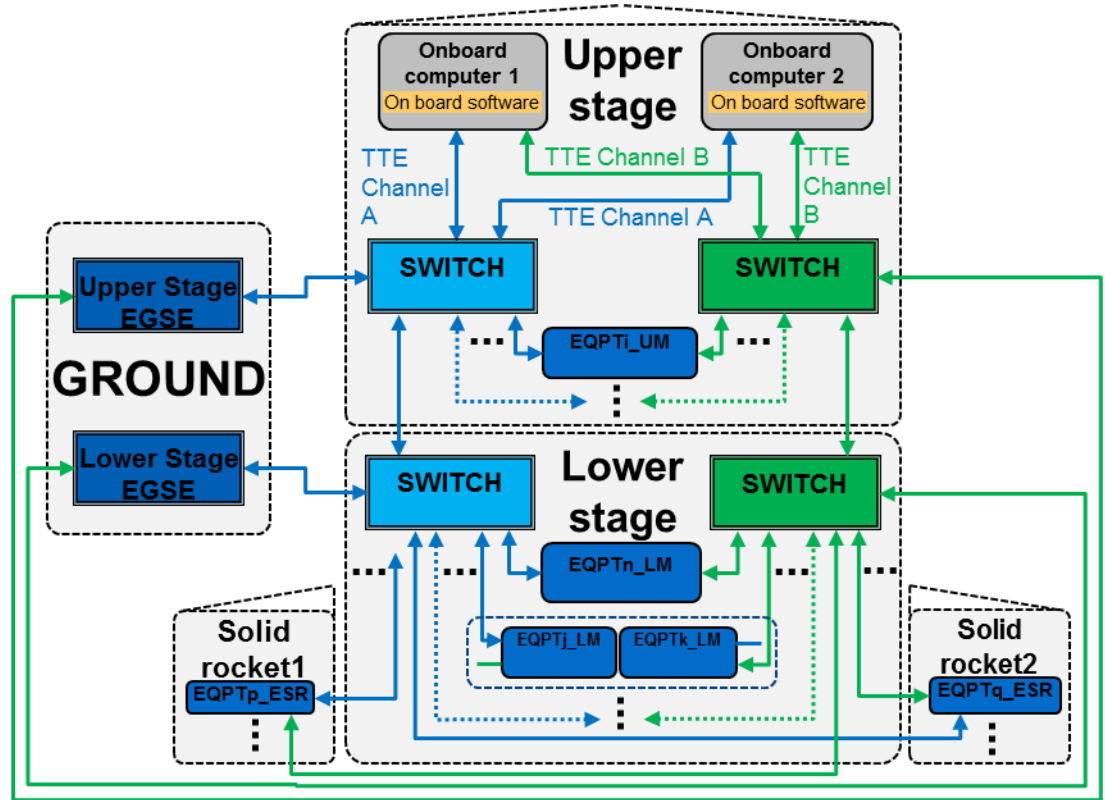 Onboard
computer 1
On board software
Upper
stage
Onboard
computer 2
On board software
TTE
Channel
A
TTE Channel B
TTE Channel A
TTE
Channel
B
SWITCH
SWITCH
Upper Stage
EGSE
GROUND
Lower Stage
EGSE
...
EQPTi_UM
...
SWITCH
Lower
stage
SWITCH
...
...
EQPTn_LM
...
...
EQPTj_LM
EQPTk_LM
Solid
rocket1
EQPTp_ESR
Solid
rocket2
EQPTq_ESR